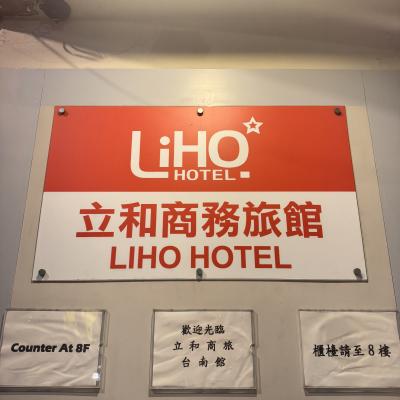 LiHO
HOTEL
立和商務旅館
LIHO HOTEL
Counter At 8F
歡迎光臨
立和商旅
台南館
櫃檯請至8樓